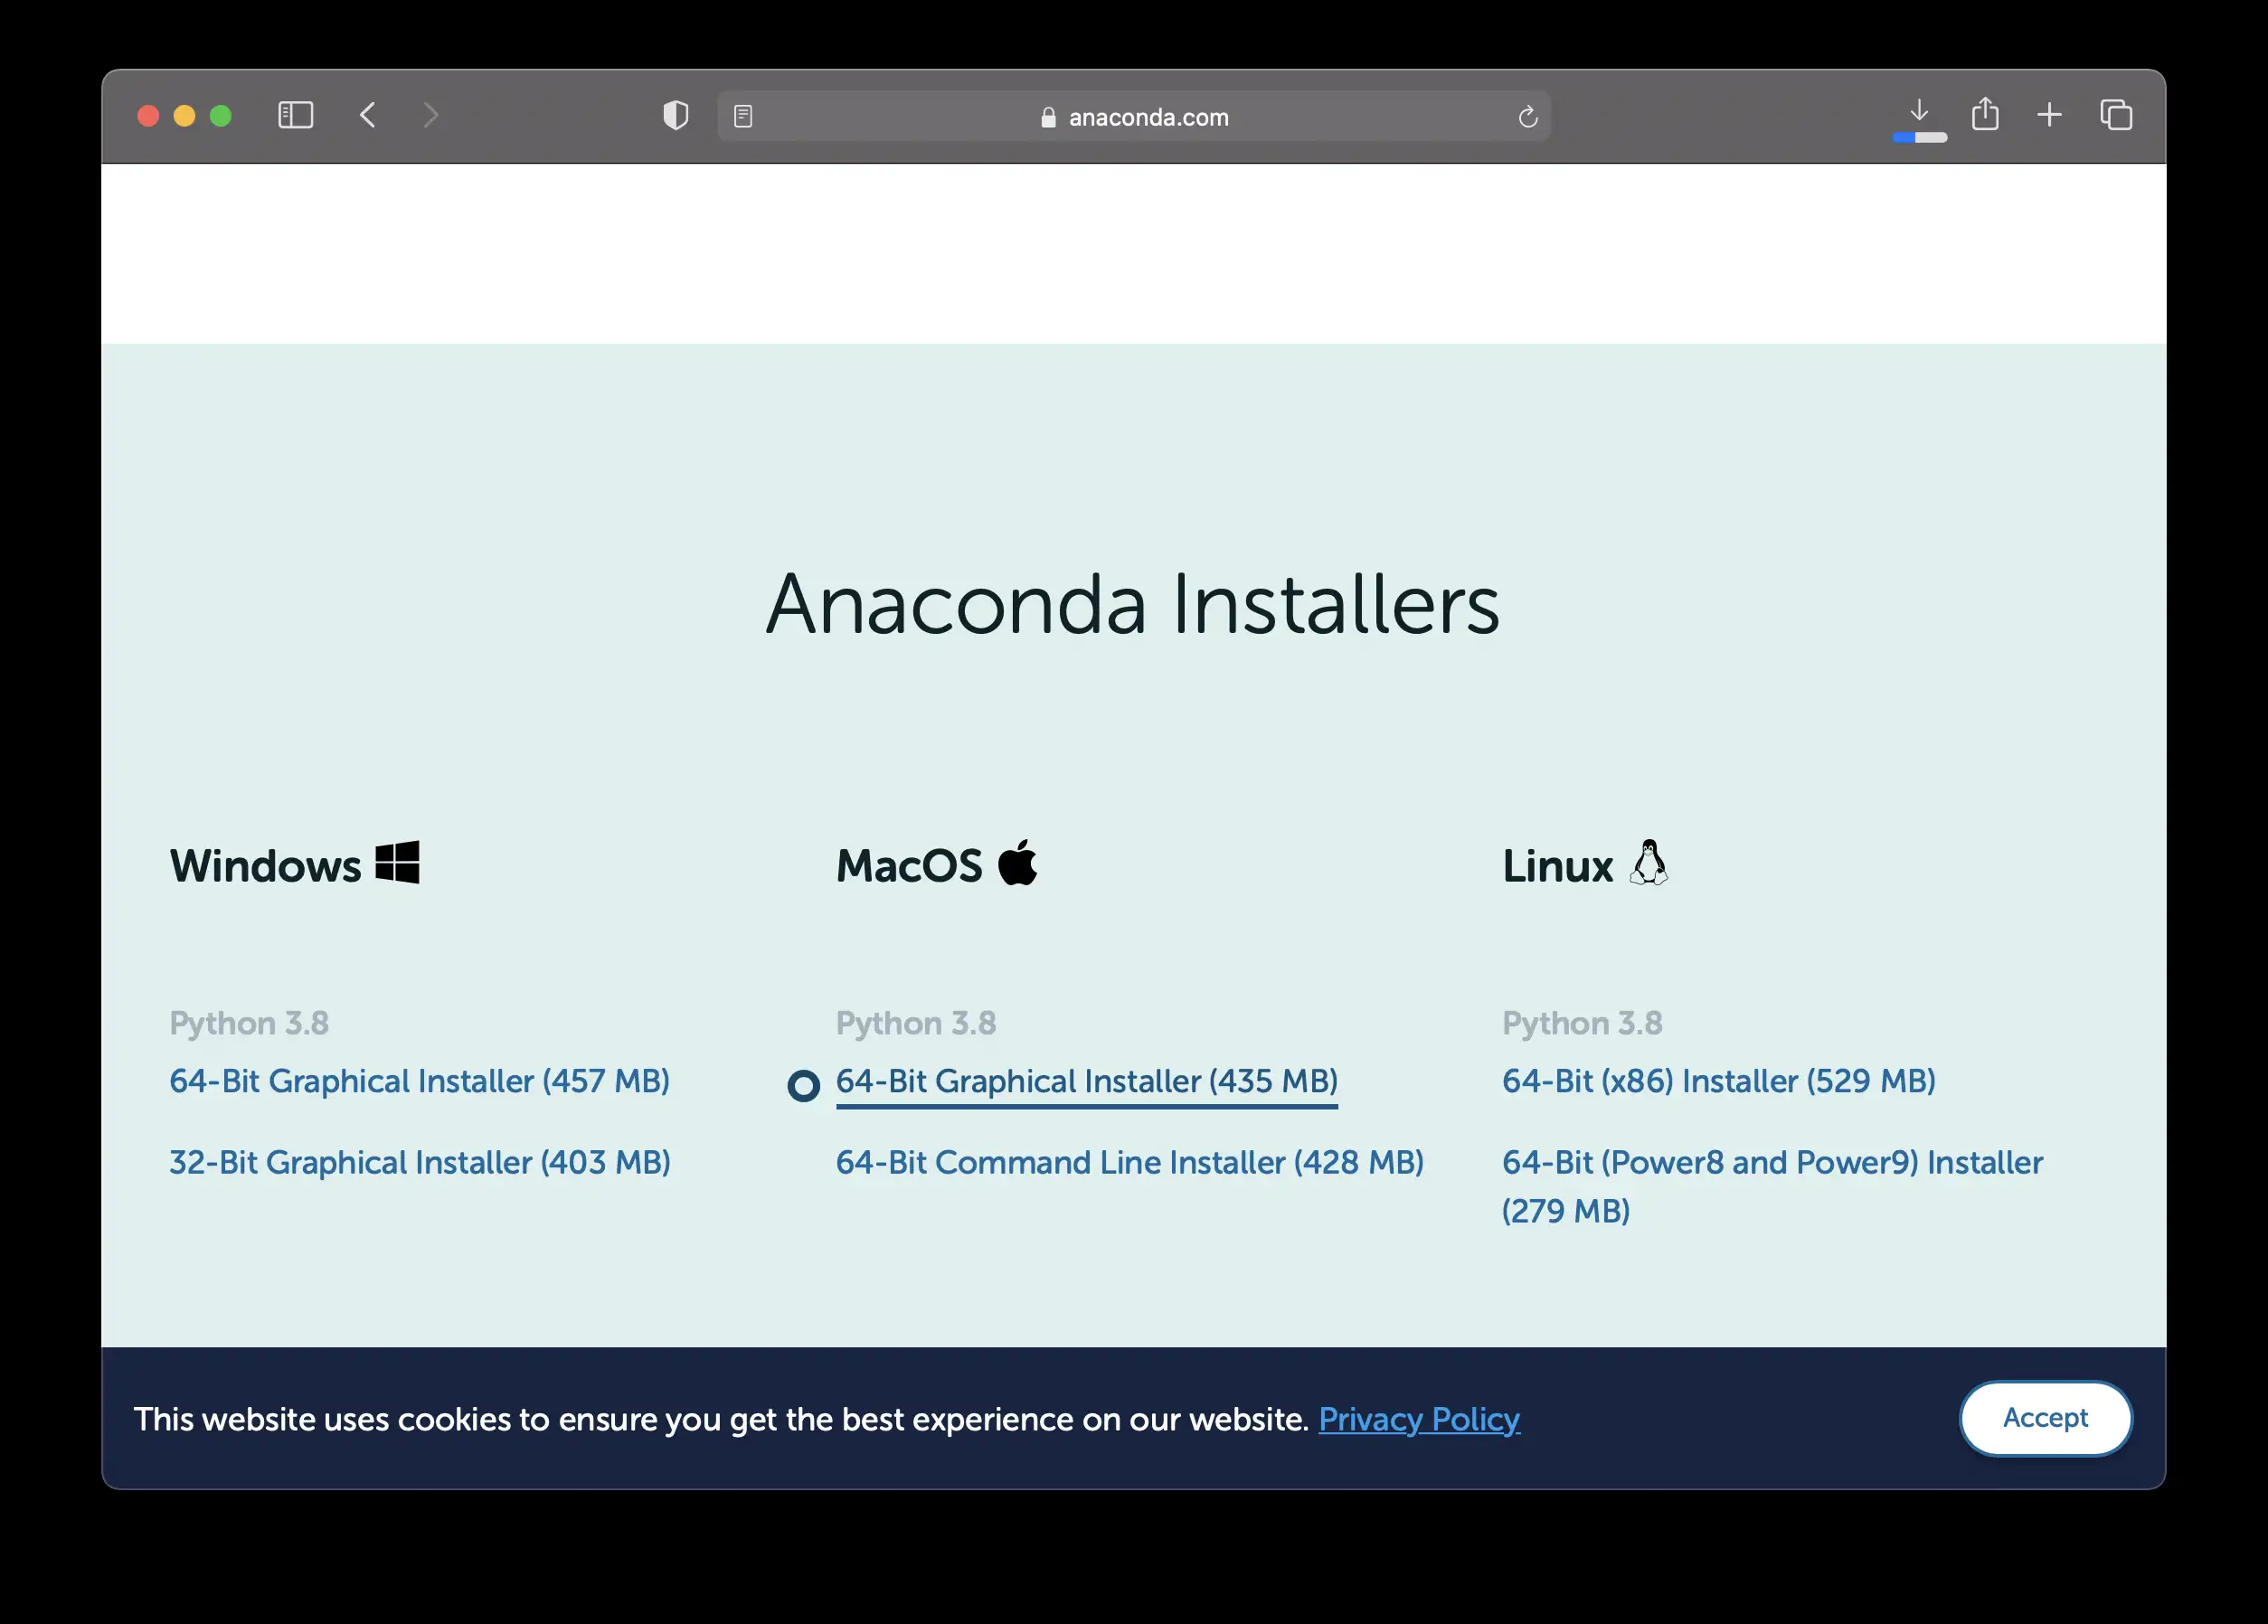 anaconda.com
Anaconda Installers
Windows
MacOS
Linux
Python 3.8
64-Bit Graphical Installer (457 MB)
32-Bit Graphical Installer (403 MB)
Python 3.8
64-Bit Graphical Installer (435 MB)
64-Bit Command Line Installer (428 MB)
Python 3.8
64-Bit (x86) Installer (529 MB)
64-Bit (Power8 and Power9) Installer
(279 MB)
This website uses cookies to ensure you get the best experience on our website. Privacy Policy
Accept